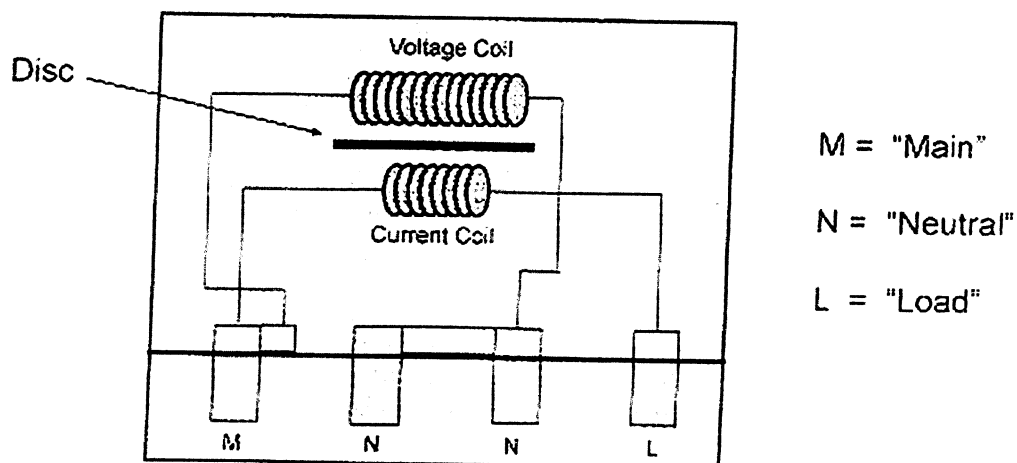 Voltage Coil
Disc
M = "Main"
N = "Neutral"
Current Coil
L = "Load"
M N N L